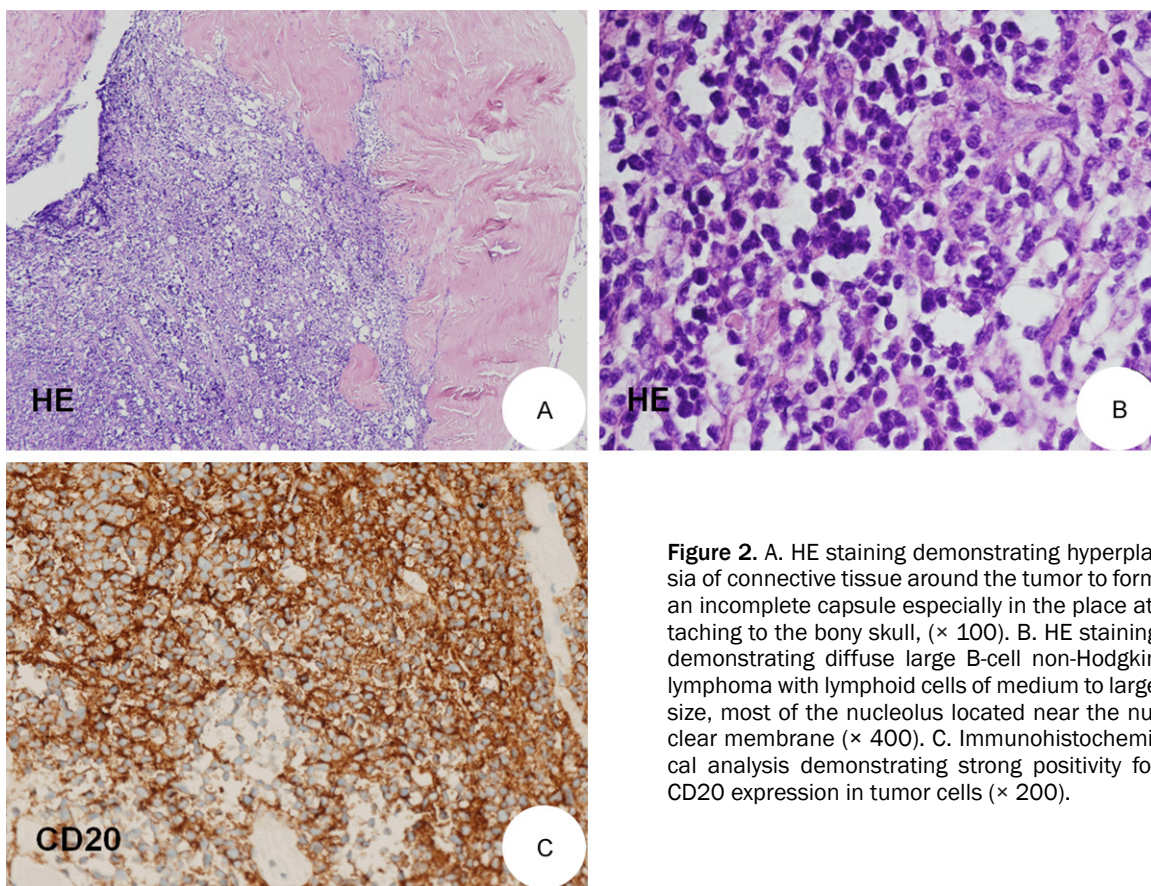 HE
A
HE
B
CD20
C
Figure 2. A. HE staining demonstrating hyperpla-
sia of connective tissue around the tumor to form
an incomplete capsule especially in the place at-
taching to the bony skull, (× 100). B. HE staining
demonstrating diffuse large B-cell non-Hodgkin
lymphoma with lymphoid cells of medium to large
size, most of the nucleolus located near the nu-
clear membrane (× 400). C. Immunohistochemi-
cal analysis demonstrating strong positivity fo
CD20 expression in tumor cells (× 200).